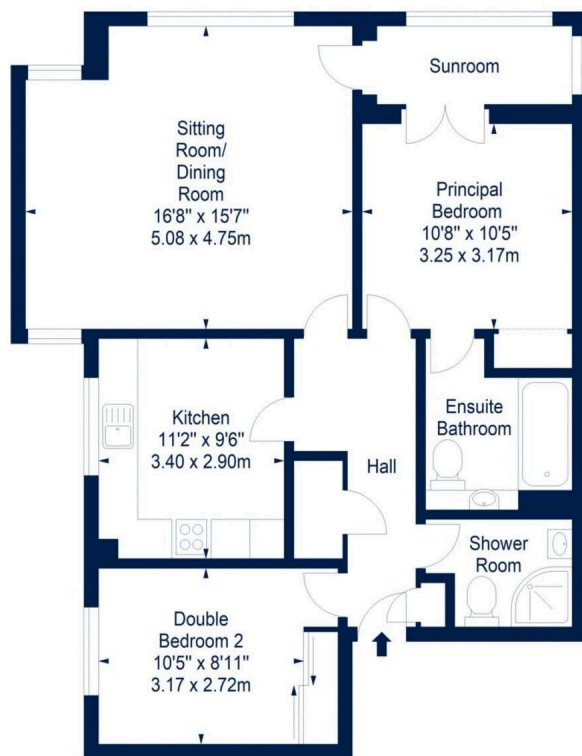 Sunroom
Sitting
Room/
Dining
Room
16'8" x 15'7"
5.08 x 4.75m
Principal
Bedroom
10'8" x 10'5"
3.25 x 3.17m
Kitchen
11'2" x 9'6"
3.40 x 2.90m
Ensuite
Bathroom
Hall
Shower
Room
Double
Bedroom 2
10'5" x 8'11"
3.17 x 2.72m